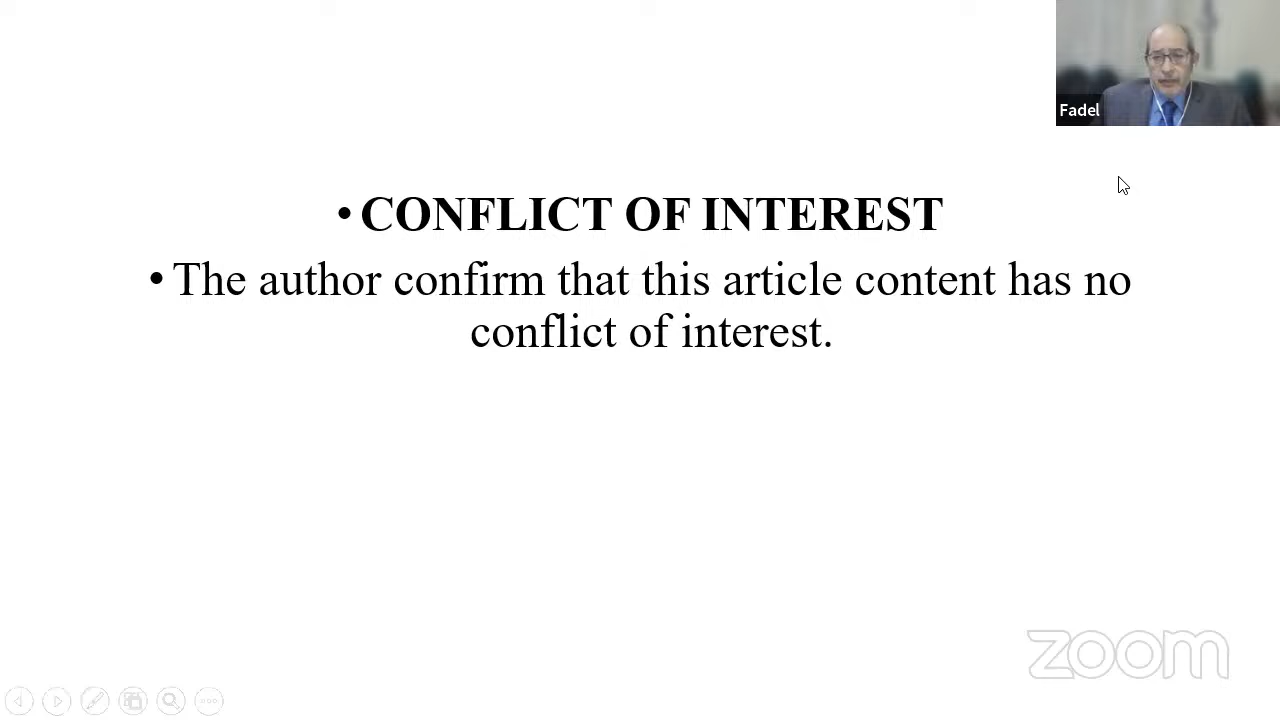 Fadel
• CONFLICT OF INTEREST
• The author confirm that this article content has no
conflict of interest.
zoom